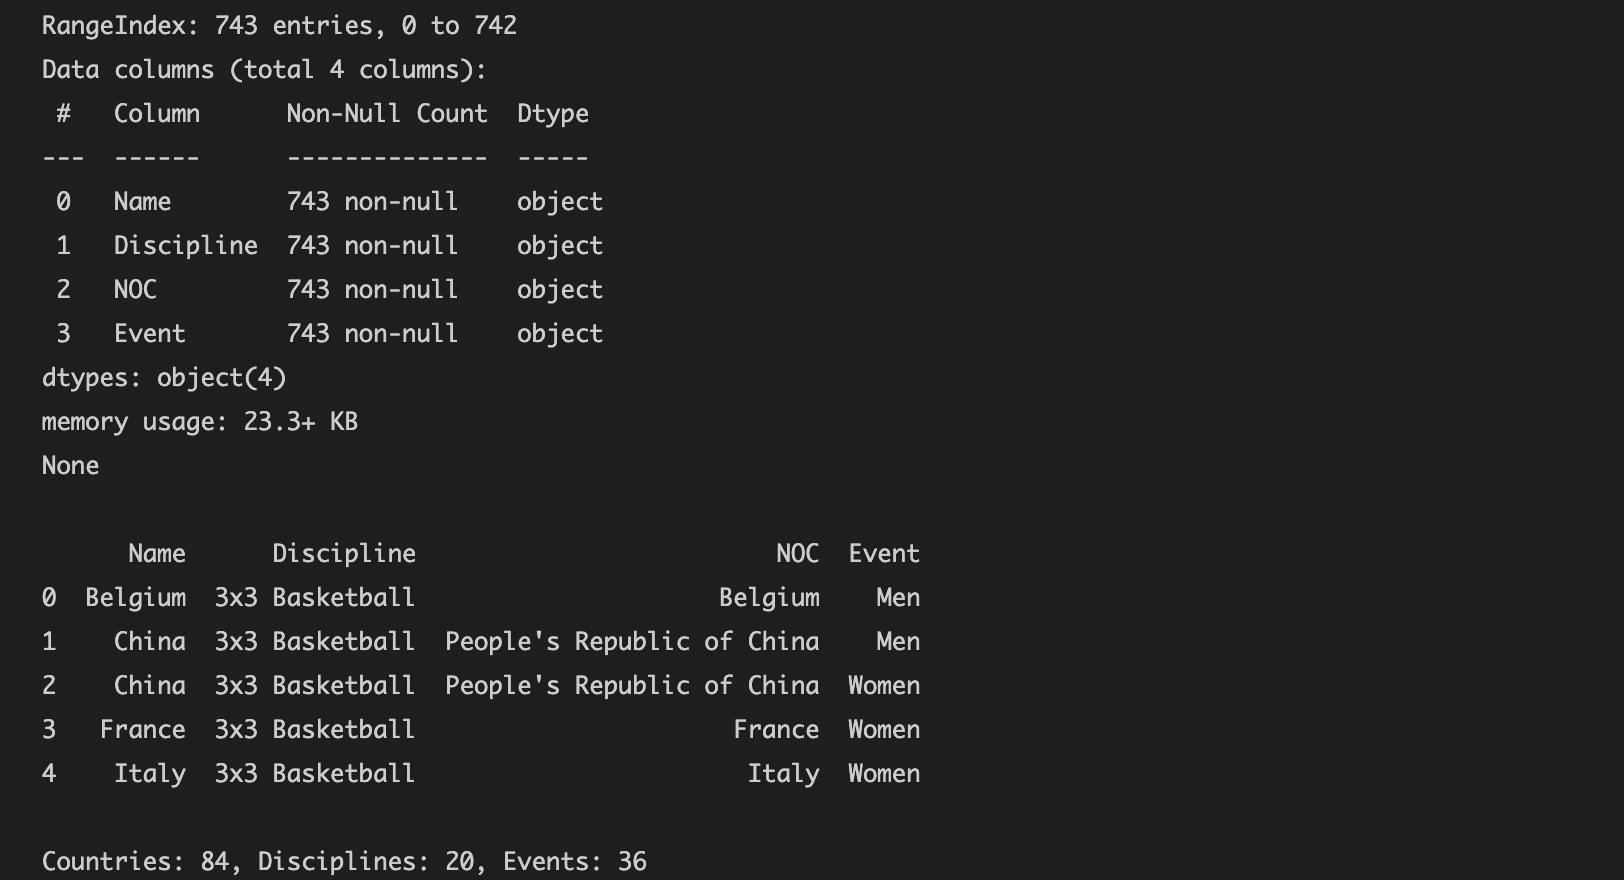 RangeIndex: 743 entries, 0 to 742
Data columns (total 4 columns):
 #   Column      Non-Null Count  Dtype
---  ------      --------------  -----
 0   Name        743 non-null    object
 1   Discipline  743 non-null    object
 2   NOC         743 non-null    object
 3   Event       743 non-null    object
dtypes: object(4)
memory usage: 23.3+ KB
None
      Name      Discipline                         NOC  Event
0  Belgium  3x3 Basketball                     Belgium    Men
1    China  3x3 Basketball  People's Republic of China    Men
2    China  3x3 Basketball  People's Republic of China  Women
3   France  3x3 Basketball                      France  Women
4    Italy  3x3 Basketball                       Italy  Women
Countries: 84, Disciplines: 20, Events: 36